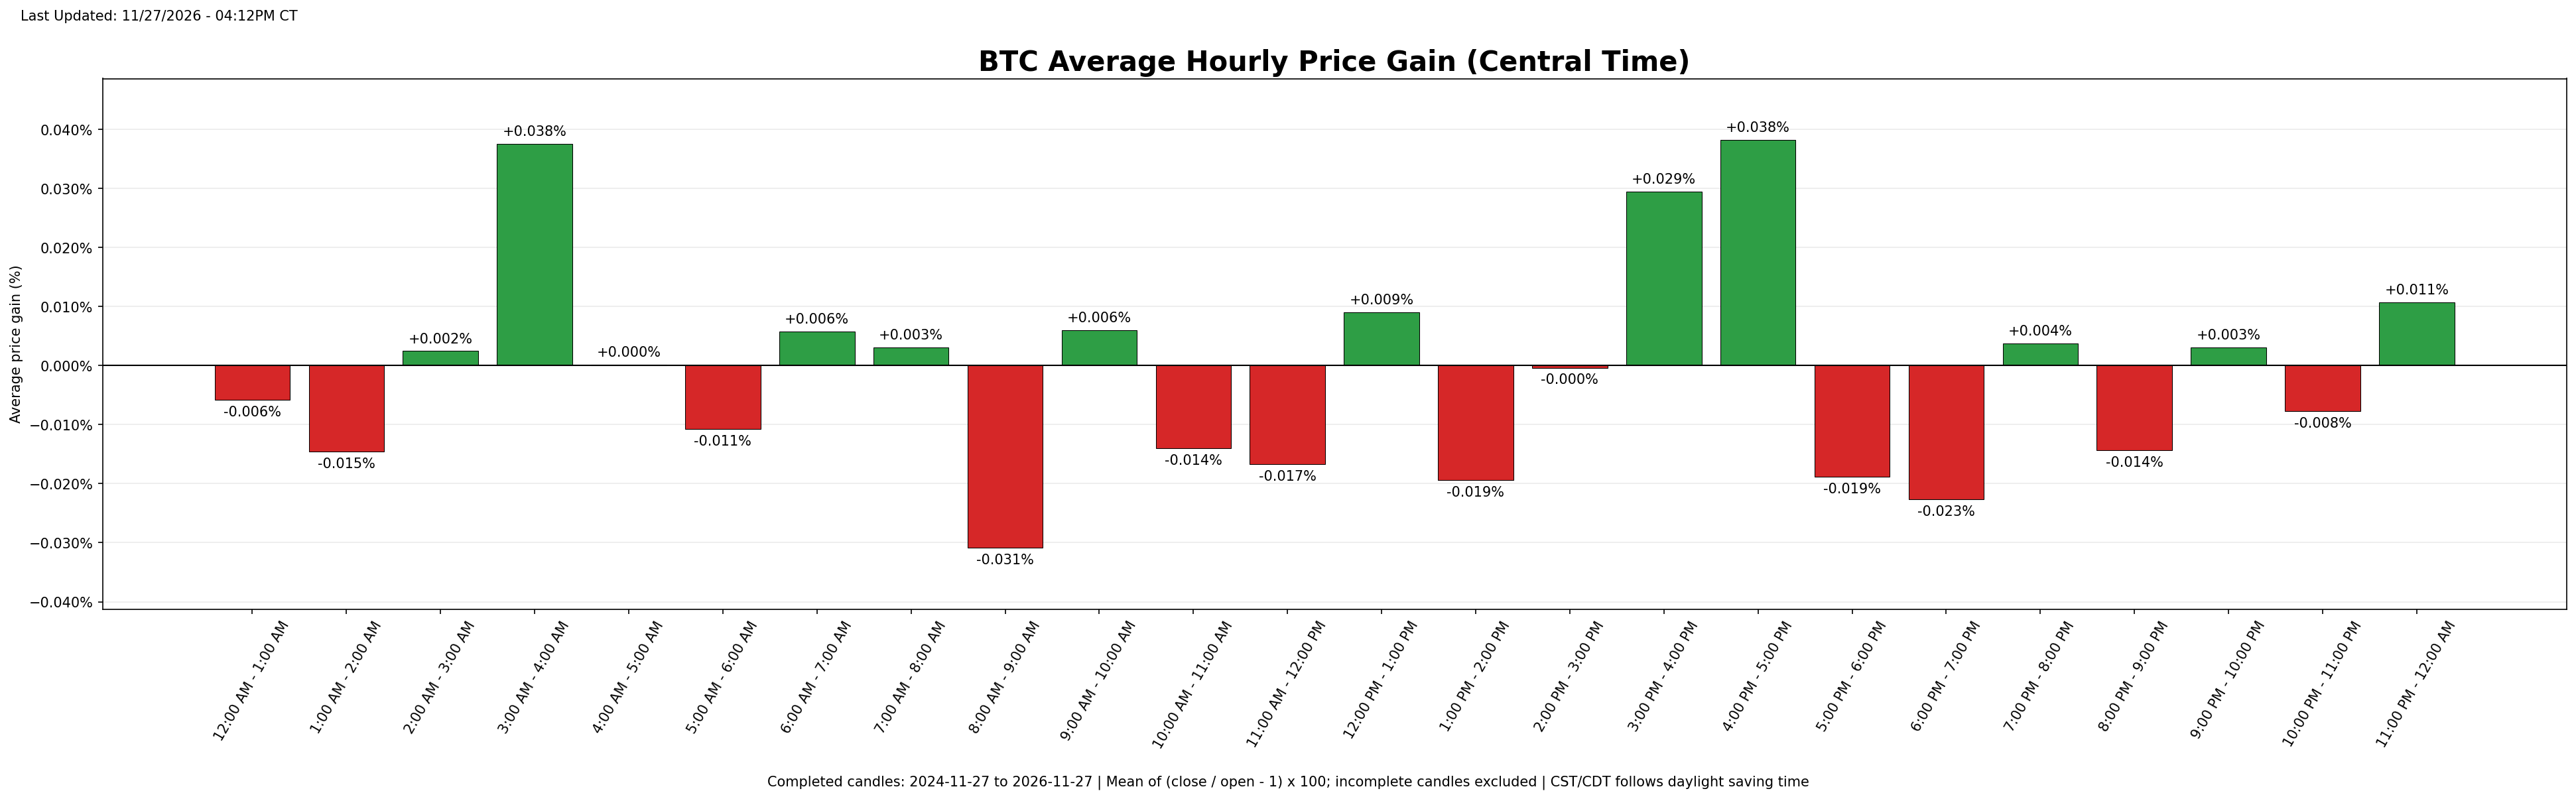 Last Updated: 11/27/2026 - 04:12PM CT
BTC Average Hourly Price Gain (Central Time)
Average price gain (%)
0.040%
0.030%
0.020%
0.010%
0.000%
−0.010%
−0.020%
−0.030%
−0.040%
-0.006%
-0.015%
+0.002%
+0.038%
+0.000%
-0.011%
+0.006%
+0.003%
-0.031%
+0.006%
-0.014%
-0.017%
+0.009%
-0.019%
-0.000%
+0.029%
+0.038%
-0.019%
-0.023%
+0.004%
-0.014%
+0.003%
-0.008%
+0.011%
12:00 AM - 1:00 AM
1:00 AM - 2:00 AM
2:00 AM - 3:00 AM
3:00 AM - 4:00 AM
4:00 AM - 5:00 AM
5:00 AM - 6:00 AM
6:00 AM - 7:00 AM
7:00 AM - 8:00 AM
8:00 AM - 9:00 AM
9:00 AM - 10:00 AM
10:00 AM - 11:00 AM
11:00 AM - 12:00 PM
12:00 PM - 1:00 PM
1:00 PM - 2:00 PM
2:00 PM - 3:00 PM
3:00 PM - 4:00 PM
4:00 PM - 5:00 PM
5:00 PM - 6:00 PM
6:00 PM - 7:00 PM
7:00 PM - 8:00 PM
8:00 PM - 9:00 PM
9:00 PM - 10:00 PM
10:00 PM - 11:00 PM
11:00 PM - 12:00 AM
Completed candles: 2024-11-27 to 2026-11-27 | Mean of (close / open - 1) x 100; incomplete candles excluded | CST/CDT follows daylight saving time